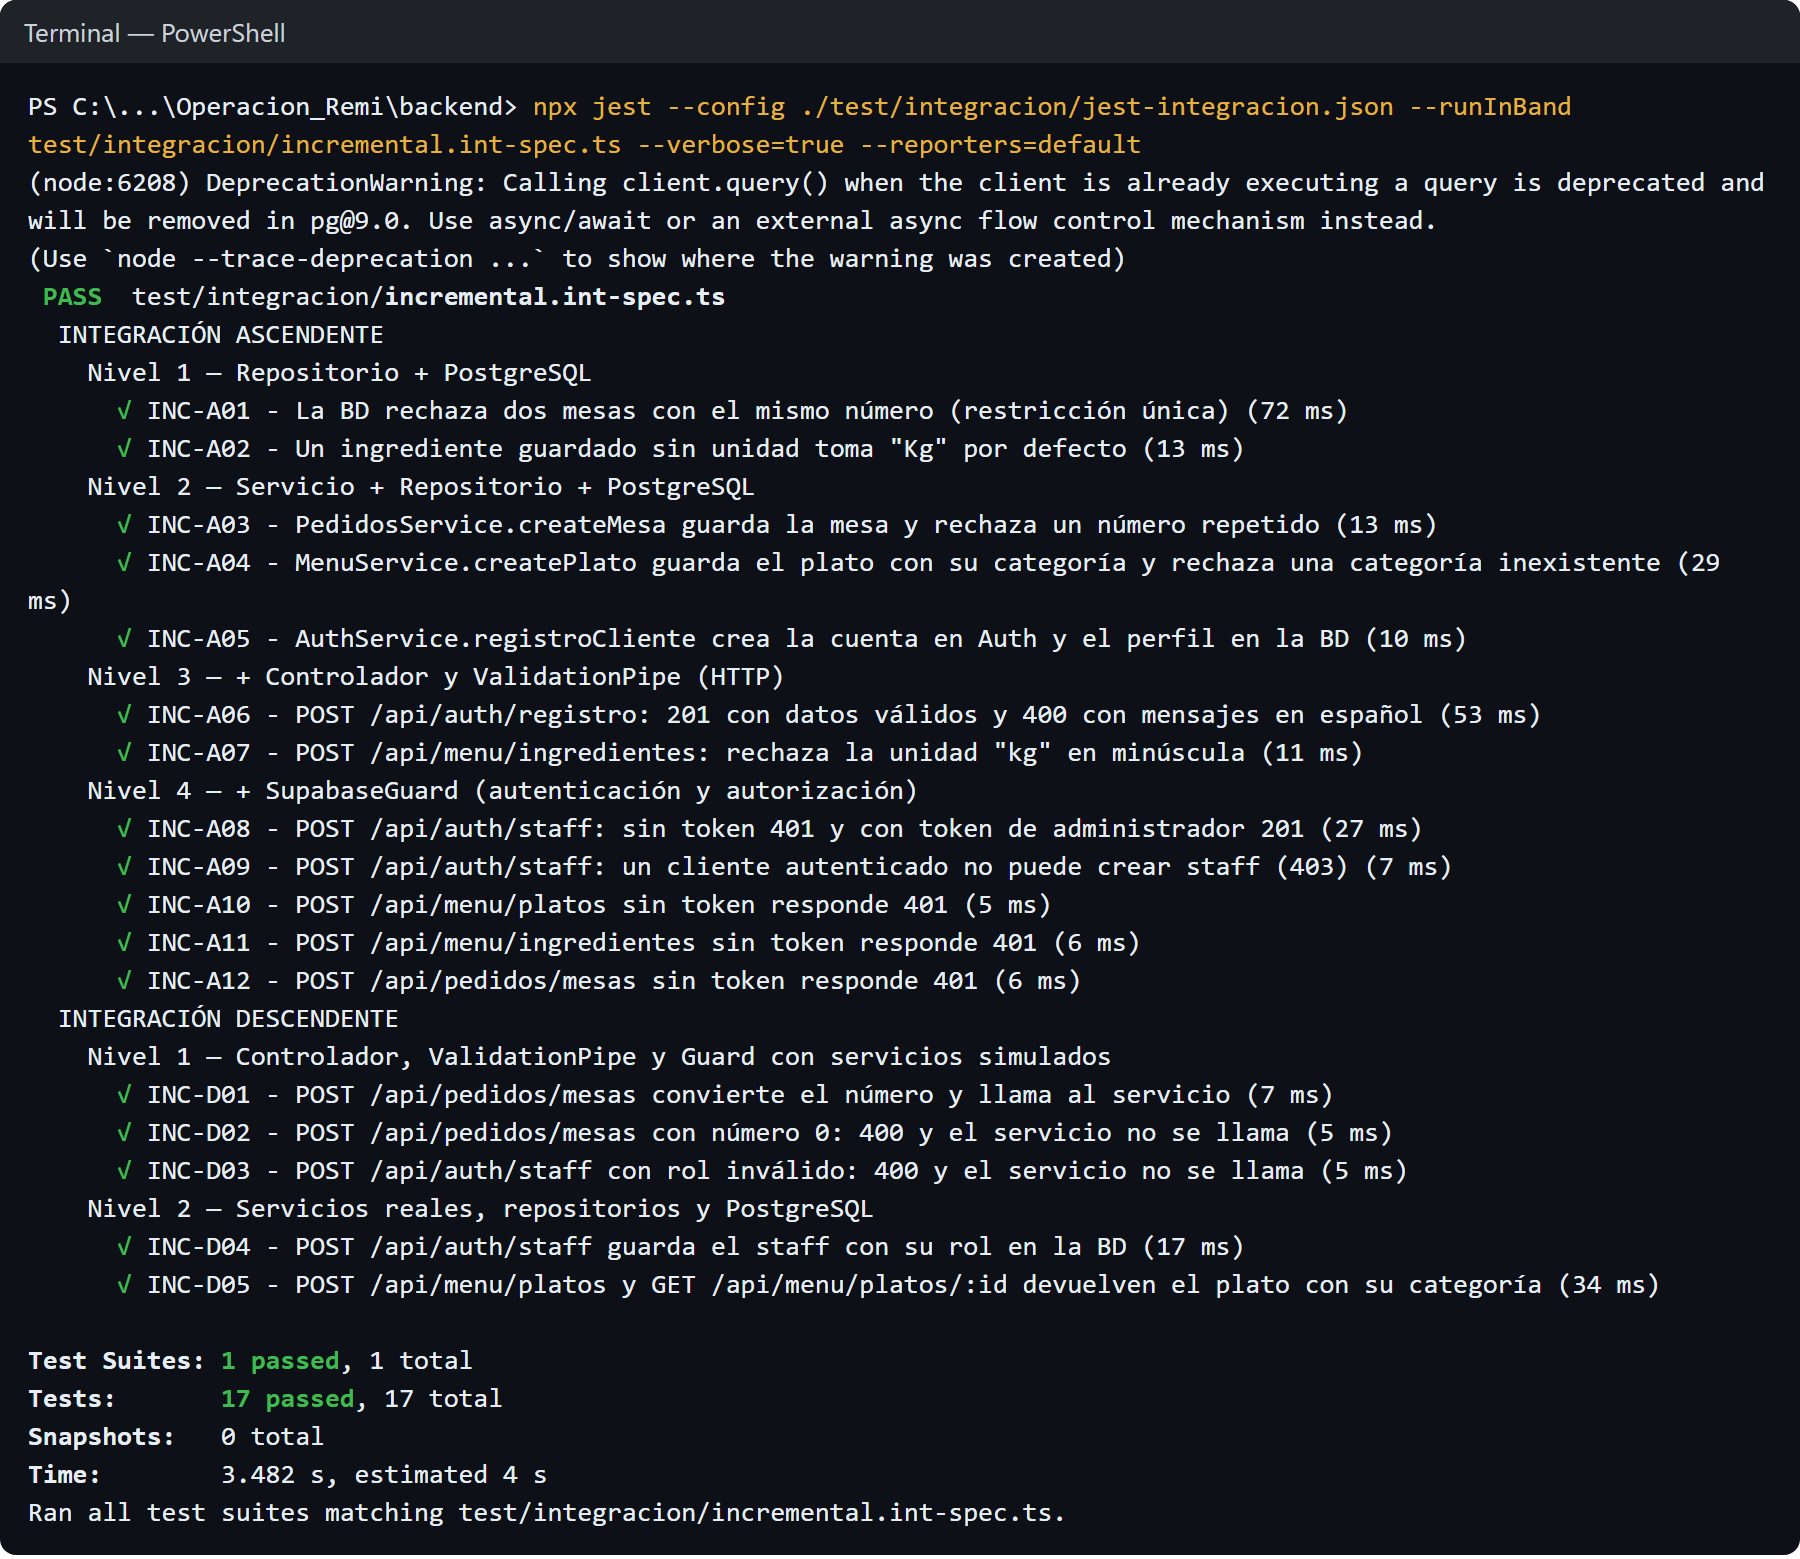 Terminal — PowerShell
PS C:\...\Operacion_Remi\backend> npx jest --config ./test/integracion/jest-integracion.json --runInBand
test/integracion/incremental.int-spec.ts --verbose=true --reporters=default
(node:6208) DeprecationWarning: Calling client.query() when the client is already executing a query is deprecated and
will be removed in pg@9.0. Use async/await or an external async flow control mechanism instead.
(Use `node --trace-deprecation ...` to show where the warning was created)
PASS  test/integracion/incremental.int-spec.ts
INTEGRACIÓN ASCENDENTE
Nivel 1 — Repositorio + PostgreSQL
√ INC-A01 - La BD rechaza dos mesas con el mismo número (restricción única) (72 ms)
√ INC-A02 - Un ingrediente guardado sin unidad toma "Kg" por defecto (13 ms)
Nivel 2 — Servicio + Repositorio + PostgreSQL
√ INC-A03 - PedidosService.createMesa guarda la mesa y rechaza un número repetido (13 ms)
√ INC-A04 - MenuService.createPlato guarda el plato con su categoría y rechaza una categoría inexistente (29
ms)
√ INC-A05 - AuthService.registroCliente crea la cuenta en Auth y el perfil en la BD (10 ms)
Nivel 3 — + Controlador y ValidationPipe (HTTP)
√ INC-A06 - POST /api/auth/registro: 201 con datos válidos y 400 con mensajes en español (53 ms)
√ INC-A07 - POST /api/menu/ingredientes: rechaza la unidad "kg" en minúscula (11 ms)
Nivel 4 — + SupabaseGuard (autenticación y autorización)
√ INC-A08 - POST /api/auth/staff: sin token 401 y con token de administrador 201 (27 ms)
√ INC-A09 - POST /api/auth/staff: un cliente autenticado no puede crear staff (403) (7 ms)
√ INC-A10 - POST /api/menu/platos sin token responde 401 (5 ms)
√ INC-A11 - POST /api/menu/ingredientes sin token responde 401 (6 ms)
√ INC-A12 - POST /api/pedidos/mesas sin token responde 401 (6 ms)
INTEGRACIÓN DESCENDENTE
Nivel 1 — Controlador, ValidationPipe y Guard con servicios simulados
√ INC-D01 - POST /api/pedidos/mesas convierte el número y llama al servicio (7 ms)
√ INC-D02 - POST /api/pedidos/mesas con número 0: 400 y el servicio no se llama (5 ms)
√ INC-D03 - POST /api/auth/staff con rol inválido: 400 y el servicio no se llama (5 ms)
Nivel 2 — Servicios reales, repositorios y PostgreSQL
√ INC-D04 - POST /api/auth/staff guarda el staff con su rol en la BD (17 ms)
√ INC-D05 - POST /api/menu/platos y GET /api/menu/platos/:id devuelven el plato con su categoría (34 ms)
Test Suites: 1 passed, 1 total
Tests:       17 passed, 17 total
Snapshots:   0 total
Time:        3.482 s, estimated 4 s
Ran all test suites matching test/integracion/incremental.int-spec.ts.